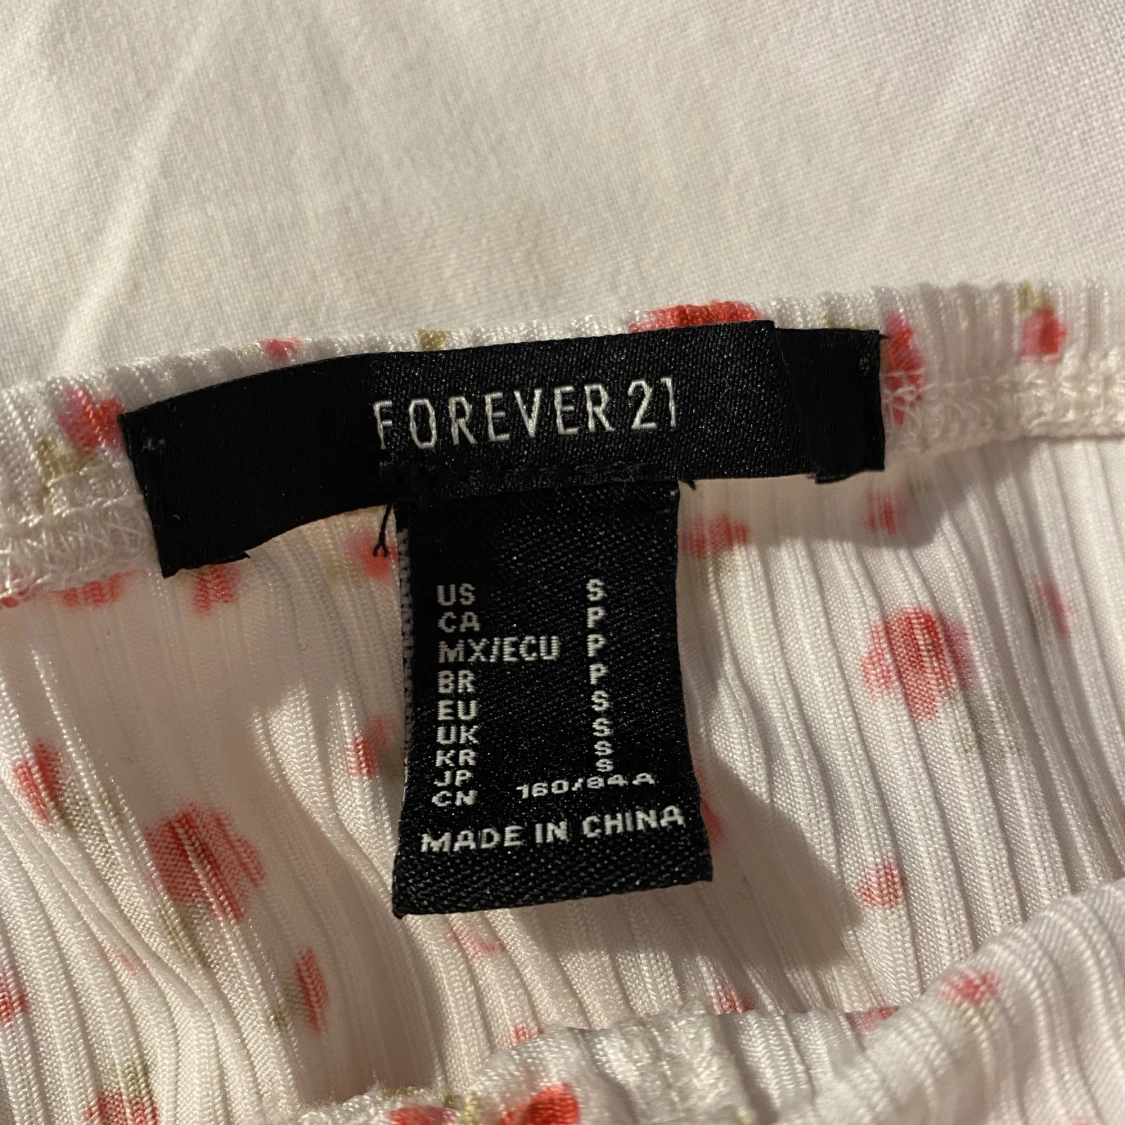 FOREVER 21
US S
CA P
MX/ECU P
BR P
EU S
UK S
KR S
JP S
CN 160/84A
MADE IN CHINA